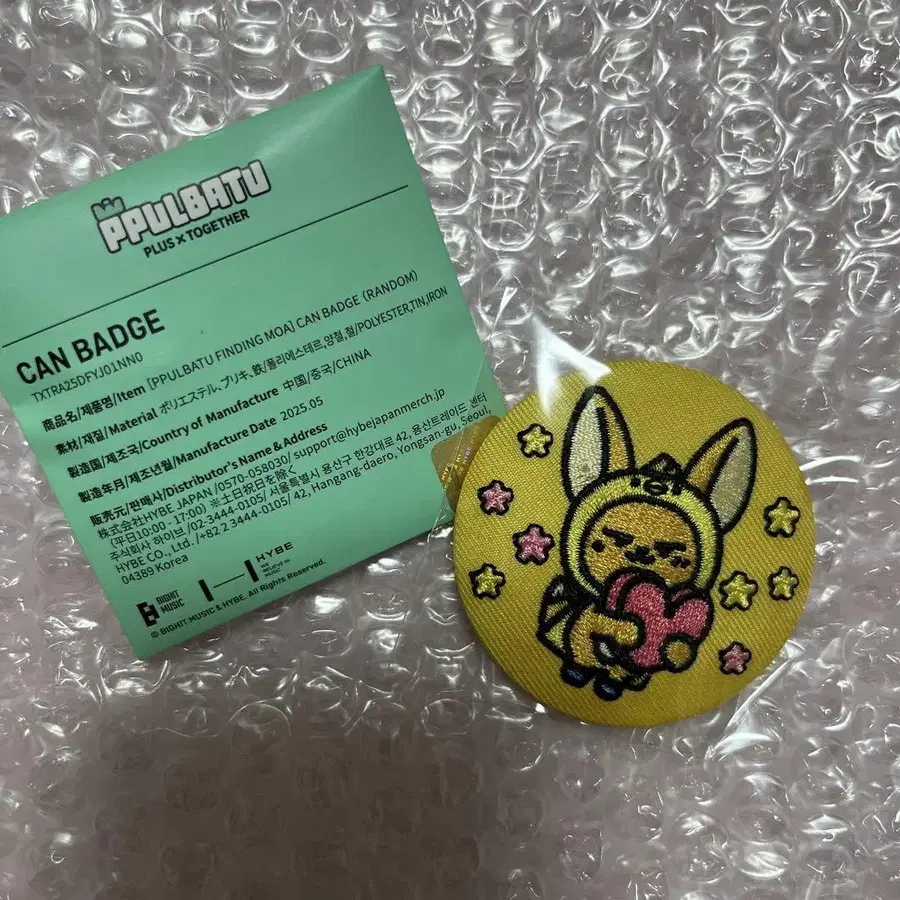 PPULBATU
PLUS X TOGETHER
CAN BADGE
TXTRA25DFYJ01NN0
商品名/제품명/Item [PPULBATU FINDING MOA] CAN BADGE (RANDOM)
素材/재질/Material ポリエステル、ブリキ、鉄/폴리에스테르,양철,철/POLYESTER,TIN,IRON
製造国/제조국/Country of Manufacture 中国/중국/CHINA
製造年月/제조년월/Manufacture Date 2025.05
販売元/판매사/Distributor's Name & Address
株式会社HYBE JAPAN /0570-058030/ support@hybejapanmerch.jp
(平日10:00 - 17:00) ※土日祝日を除く
주식회사 하이브/ 02-3444-0105/ 서울특별시 용산구 한강대로 42, 용산트레이드 센터
HYBE Co., Ltd. /+82 2 3444-0105/ 42, Hangang-daero, Yongsan-gu, Seoul,
04389 Korea
BIGHIT
MUSIC
HYBE
WE
BELIEVE IN
MUSIC
© BIGHIT MUSIC & HYBE. All Rights Reserved.